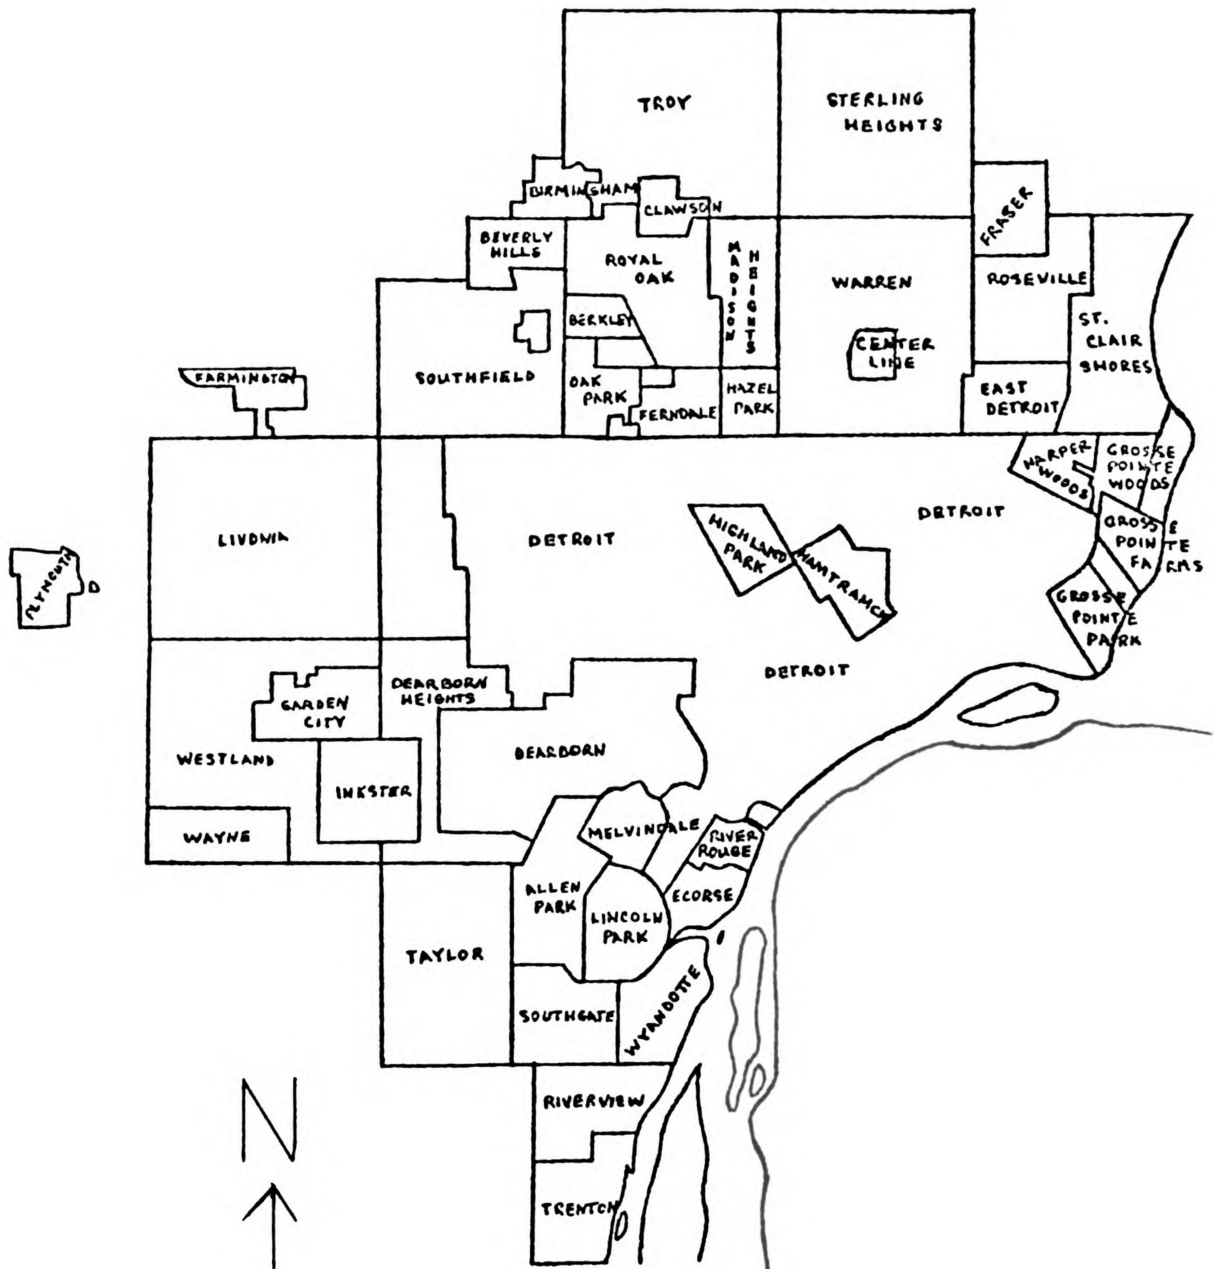 TROY
STERLING
HEIGHTS
BIRMINGHAM
CLAWSON
FRASER
BEVERLY
HILLS
ROYAL
OAK
MADISON
HEIGHTS
WARREN
ROSEVILLE
BERKLEY
CENTER
LINE
ST.
CLAIR
SHORES
FARMINGTON
SOUTHFIELD
OAK
PARK
FERNDALE
HAZEL
PARK
EAST
DETROIT
HARPER
WOODS
GROSSE
POINTE
WOODS
LIVONIA
DETROIT
HIGHLAND
PARK
HAMTRAMCK
DETROIT
GROSSE
POINTE
FARMS
PLYMOUTH
GROSSE
POINTE
PARK
DETROIT
GARDEN
CITY
DEARBORN
HEIGHTS
WESTLAND
DEARBORN
INKSTER
WAYNE
MELVINDALE
RIVER
ROUGE
ALLEN
PARK
LINCOLN
PARK
ECORSE
TAYLOR
SOUTHGATE
WYANDOTTE
RIVERVIEW
TRENTON
N